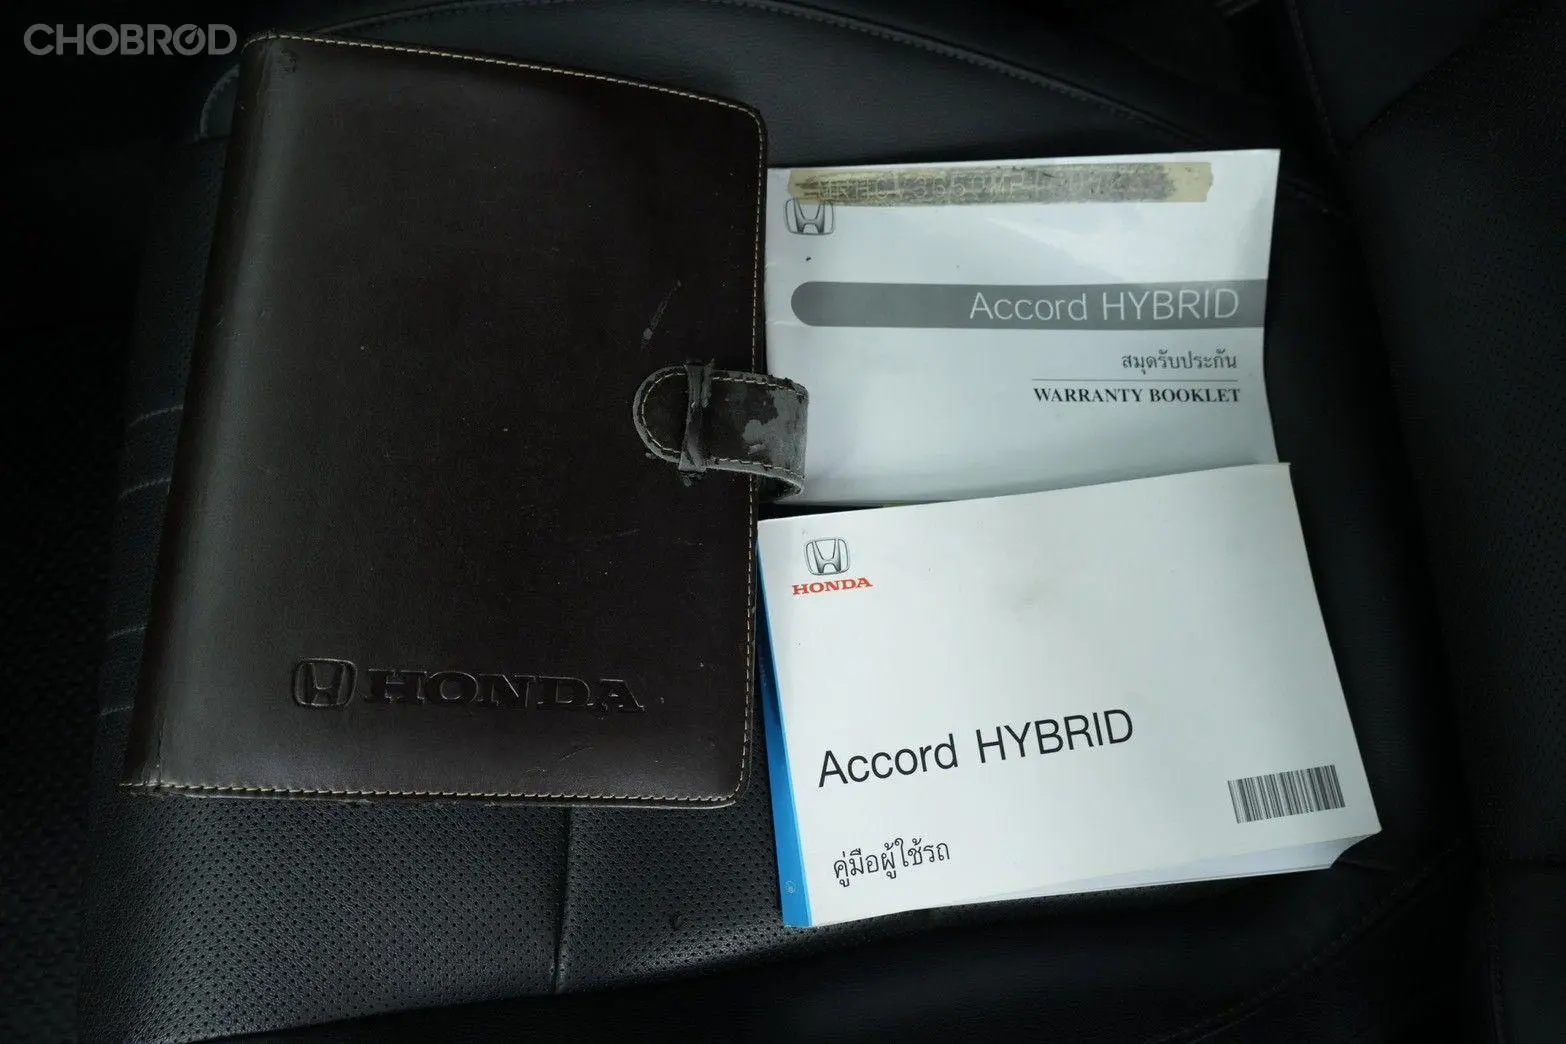 CHOBROD
Accord HYBRID
สมุดรับประกัน
WARRANTY BOOKLET
HONDA
HONDA
Accord HYBRID
คู่มือผู้ใช้รถ